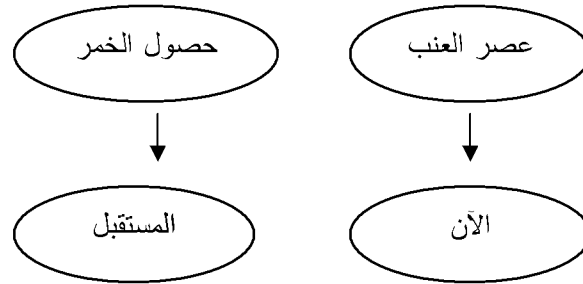 عصر العنب
حصول الخمر
الآن
المستقبل